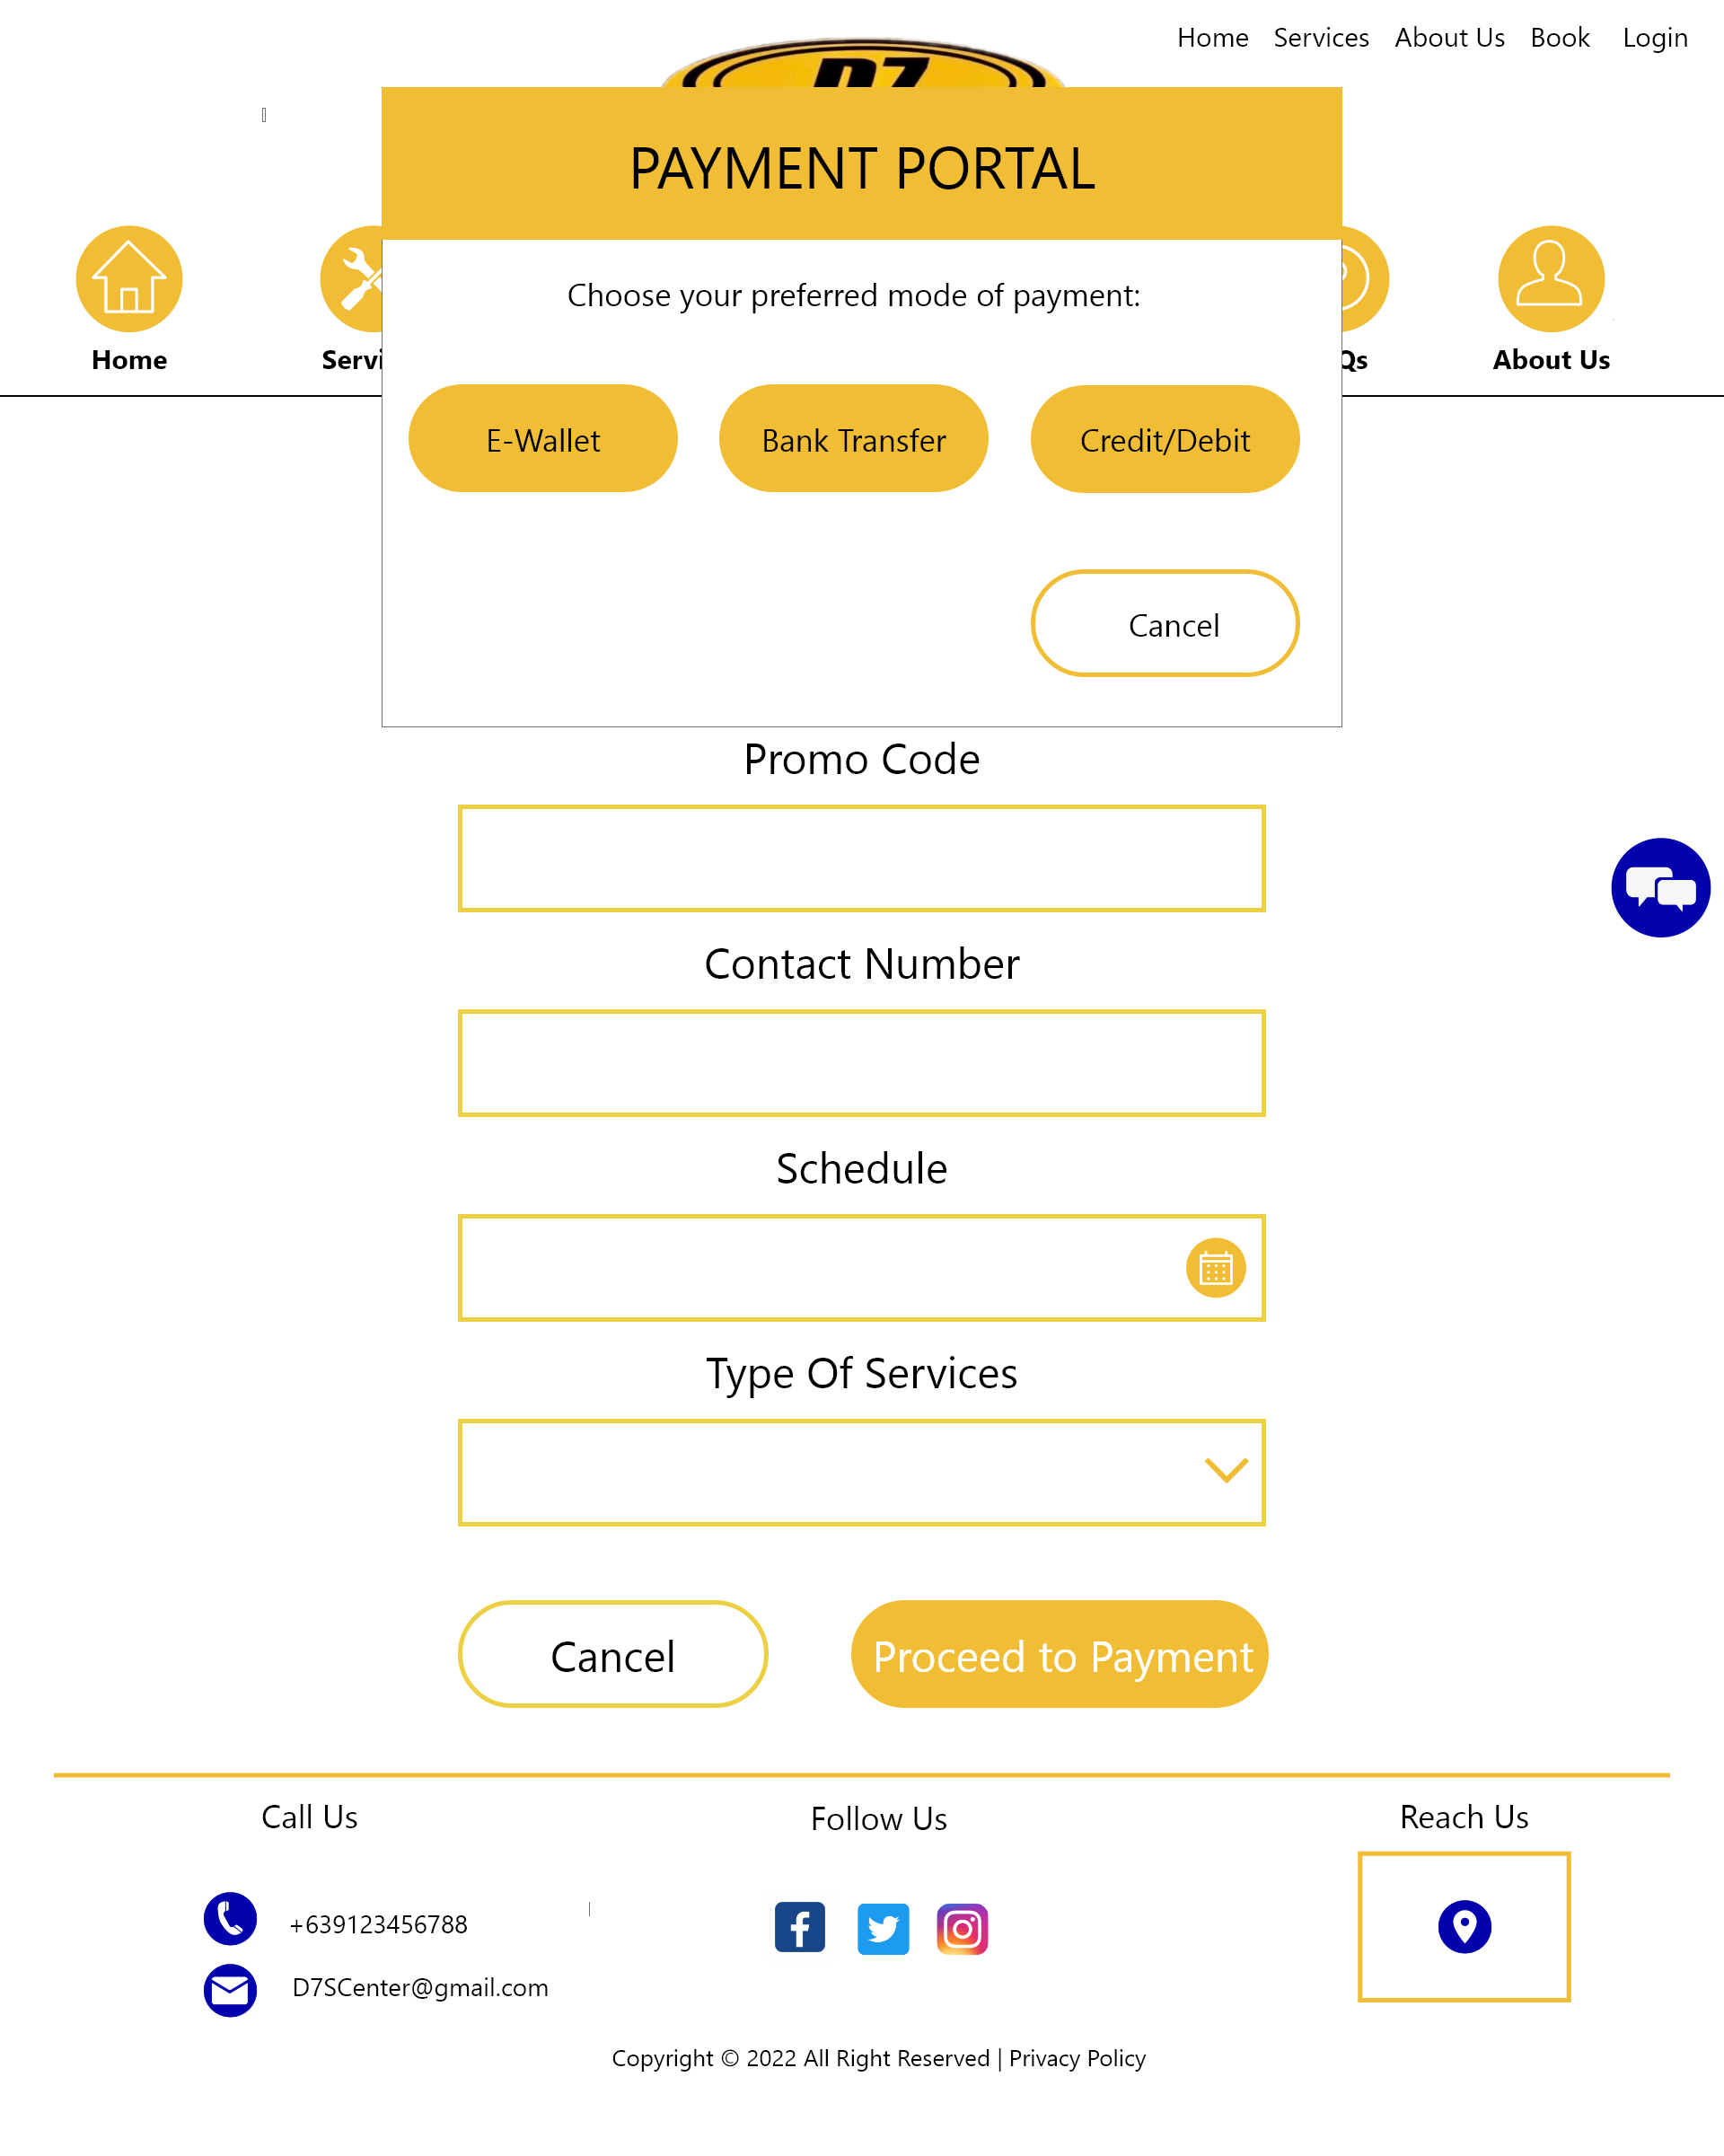 Home Services About Us Book Login
D7
PAYMENT PORTAL
Choose your preferred mode of payment:
E-Wallet Bank Transfer Credit/Debit
Cancel
Home About Us
Promo Code
Contact Number
Schedule
Type Of Services
Cancel Proceed to Payment
Call Us Follow Us Reach Us
+639123456788
D7SCenter@gmail.com
Copyright © 2022 All Right Reserved | Privacy Policy